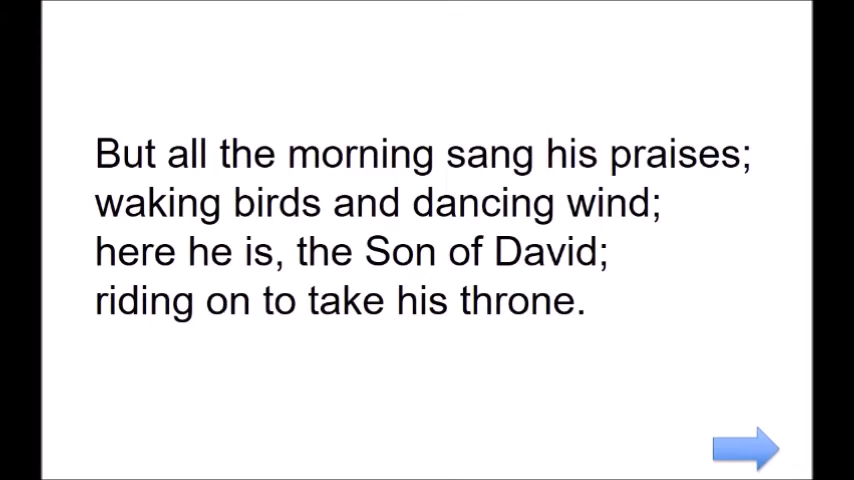 But all the morning sang his praises;
waking birds and dancing wind;
here he is, the Son of David;
riding on to take his throne.